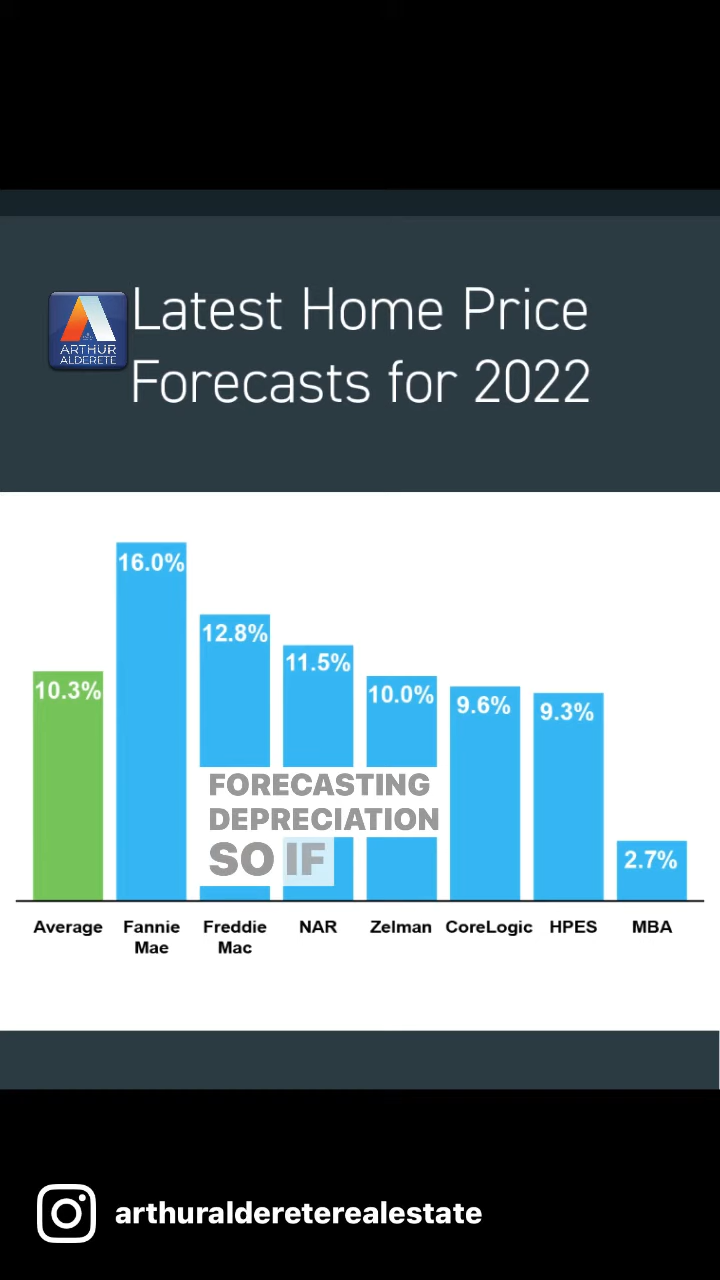 Latest Home Price
Forecasts for 2022
ARTHUR
ALDERETE
16.0%
12.8%
11.5%
10.3%
10.0%
9.6%
9.3%
2.7%
FORECASTING
DEPRECIATION
SO IF
Average Fannie Mae Freddie Mac NAR Zelman CoreLogic HPES MBA
arthuraldereterealestate